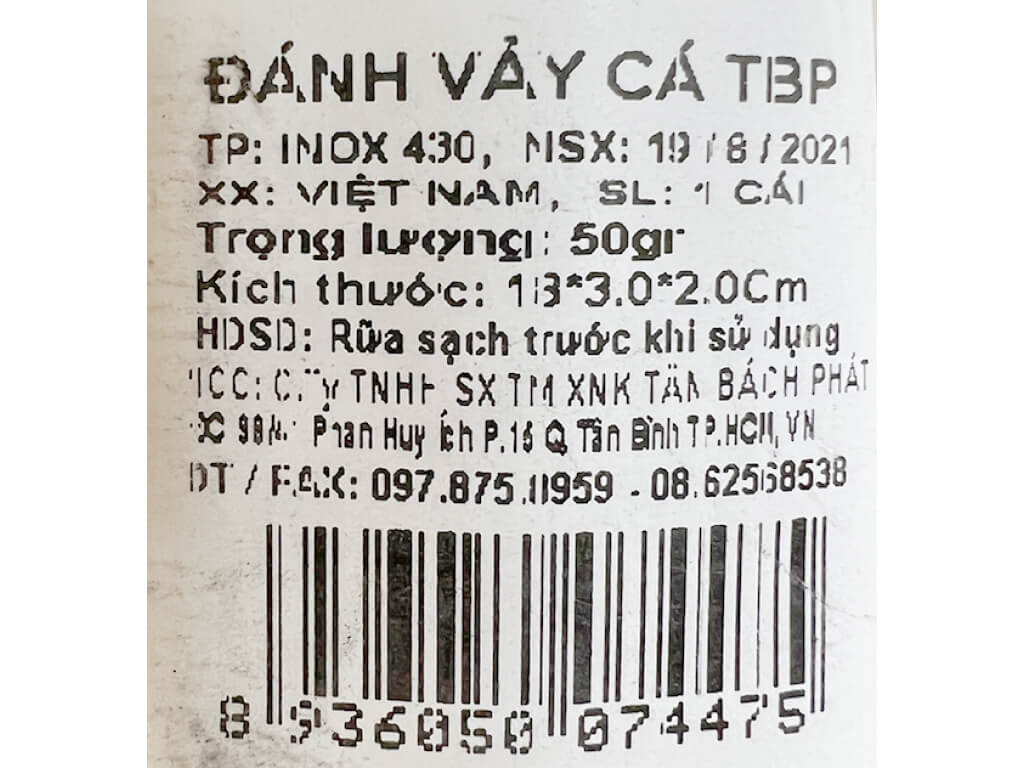 ĐÁNH VẢY CÁ TBP
TP: INOX 430, NSX: 19 / 8 / 2021
XX: VIỆT NAM, SL: 1 CÁI
Trọng lượng: 50gr
Kích thước: 18*3.0*2.0Cm
HDSD: Rữa sạch trước khi sử dụng
CTy TNHH SX TM XNK TÂN BÁCH PHÁT
Phan Huy Ích P.15 Q. Tân Bình TP.HCM, VN
DT / FAX: 097.875.0959 - 08.62568538
8 936050 074475